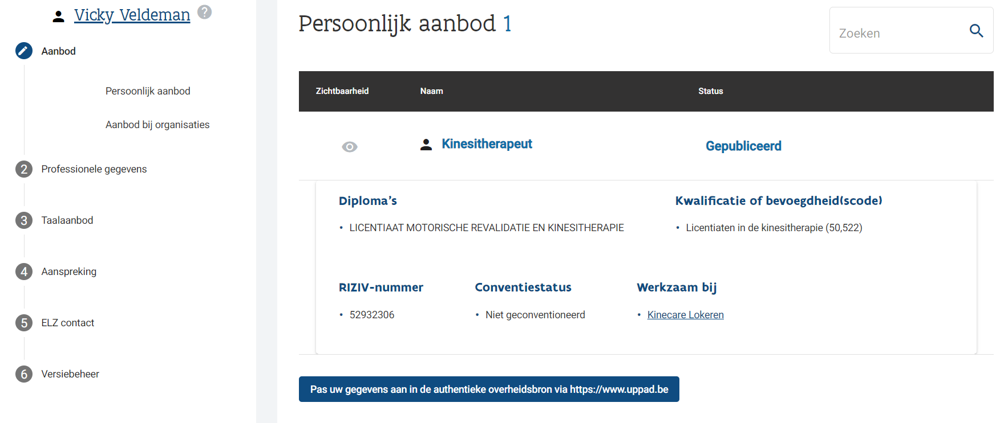 Vicky Veldeman ?
Aanbod
Persoonlijk aanbod
Aanbod bij organisaties
2 Professionele gegevens
3 Taalaanbod
4 Aanspreking
5 ELZ contact
6 Versiebeheer
Persoonlijk aanbod 1
Zoeken
Zichtbaarheid Naam Status
Kinesitherapeut Gepubliceerd
Diploma's Kwalificatie of bevoegdheid(scode)
• LICENTIAAT MOTORISCHE REVALIDATIE EN KINESITHERAPIE • Licentiaten in de kinesitherapie (50,522)
RIZIV-nummer Conventiestatus Werkzaam bij
• 52932306 • Niet geconventioneerd • Kinecare Lokeren
Pas uw gegevens aan in de authentieke overheidsbron via https://www.uppad.be